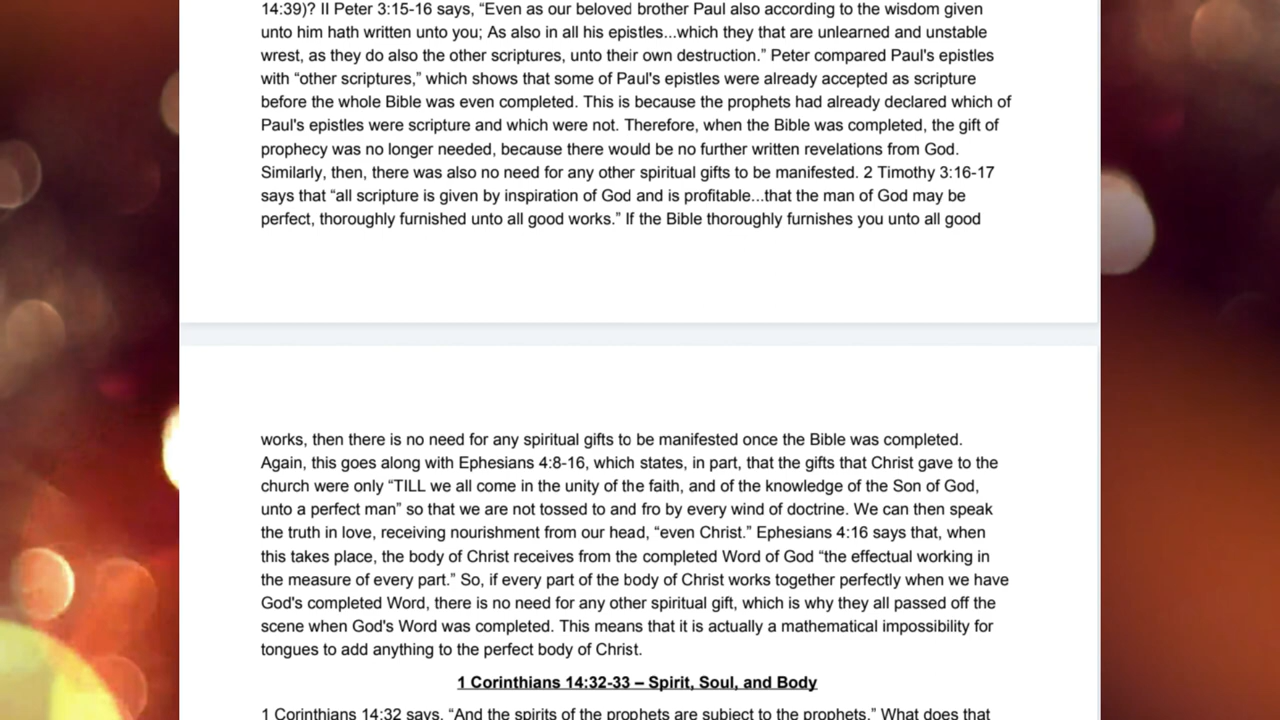 14:39)? II Peter 3:15-16 says, “Even as our beloved brother Paul also according to the wisdom given
unto him hath written unto you; As also in all his epistles...which they that are unlearned and unstable
wrest, as they do also the other scriptures, unto their own destruction.” Peter compared Paul's epistles
with “other scriptures,” which shows that some of Paul's epistles were already accepted as scripture
before the whole Bible was even completed. This is because the prophets had already declared which of
Paul's epistles were scripture and which were not. Therefore, when the Bible was completed, the gift of
prophecy was no longer needed, because there would be no further written revelations from God.
Similarly, then, there was also no need for any other spiritual gifts to be manifested. 2 Timothy 3:16-17
says that “all scripture is given by inspiration of God and is profitable...that the man of God may be
perfect, thoroughly furnished unto all good works.” If the Bible thoroughly furnishes you unto all good
works, then there is no need for any spiritual gifts to be manifested once the Bible was completed.
Again, this goes along with Ephesians 4:8-16, which states, in part, that the gifts that Christ gave to the
church were only “TILL we all come in the unity of the faith, and of the knowledge of the Son of God,
unto a perfect man” so that we are not tossed to and fro by every wind of doctrine. We can then speak
the truth in love, receiving nourishment from our head, “even Christ.” Ephesians 4:16 says that, when
this takes place, the body of Christ receives from the completed Word of God “the effectual working in
the measure of every part.” So, if every part of the body of Christ works together perfectly when we have
God's completed Word, there is no need for any other spiritual gift, which is why they all passed off the
scene when God's Word was completed. This means that it is actually a mathematical impossibility for
tongues to add anything to the perfect body of Christ.
1 Corinthians 14:32-33 – Spirit, Soul, and Body
1 Corinthians 14:32 says, “And the spirits of the prophets are subject to the prophets.” What does that